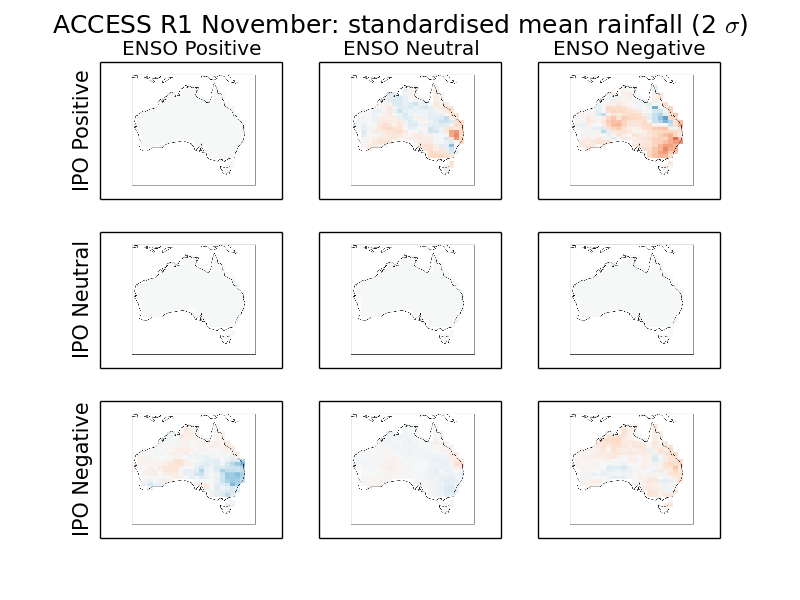 ACCESS R1 November: standardised mean rainfall (2 σ)
ENSO Positive
ENSO Neutral
ENSO Negative
IPO Positive
IPO Neutral
IPO Negative